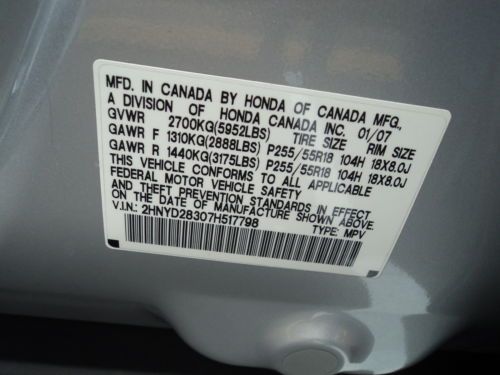 MFD. IN CANADA BY HONDA OF CANADA MFG.,
A DIVISION OF HONDA CANADA INC. 01/07
GVWR 2700KG(5952LBS) TIRE SIZE RIM SIZE
GAWR F 1310KG(2888LBS) P255/55R18 104H 18X8.0J
GAWR R 1440KG(3175LBS) P255/55R18 104H 18X8.0J
THIS VEHICLE CONFORMS TO ALL APPLICABLE
FEDERAL MOTOR VEHICLE SAFETY STANDARDS IN EFFECT
ON THE DATE OF MANUFACTURE SHOWN ABOVE.
V.I.N.: 2HNYD28307H517798
TYPE: MPV